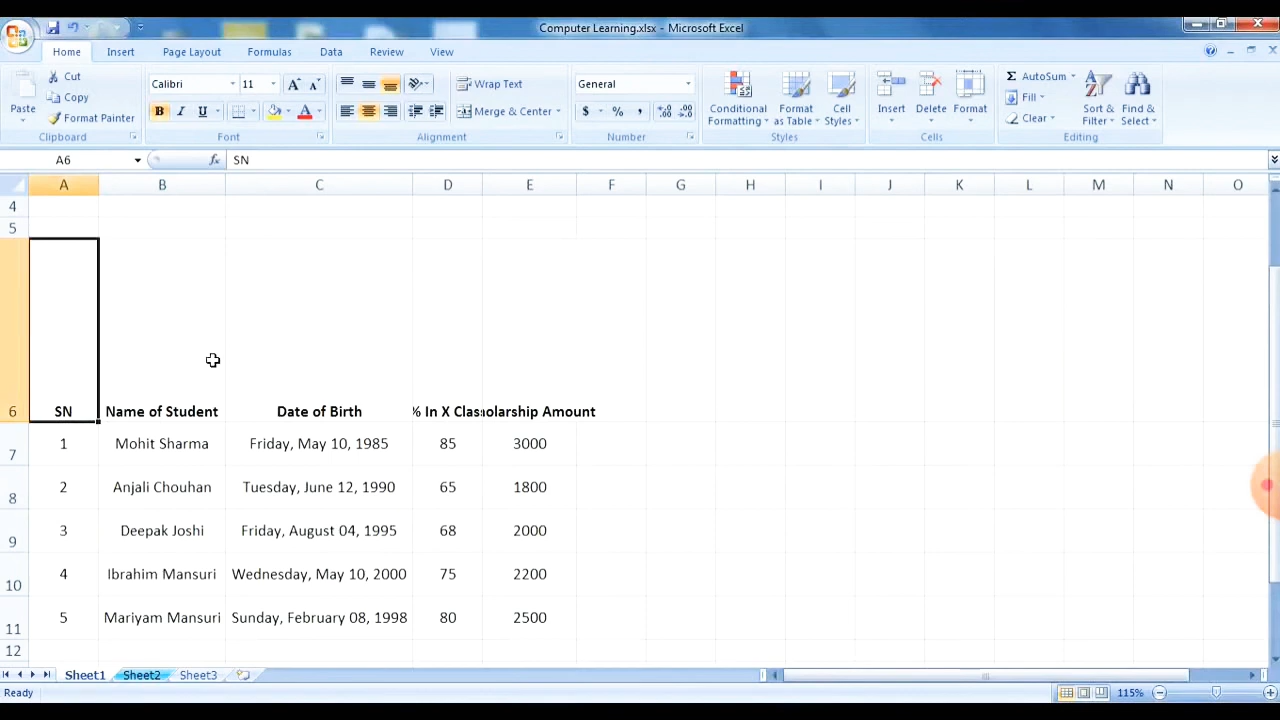 Computer Learning.xlsx - Microsoft Excel
Home Insert Page Layout Formulas Data Review View
Paste
Cut
Copy
Format Painter
Clipboard
Calibri 11
B I U
Font
Wrap Text
Merge & Center
Alignment
General
$ % ,
Number
Conditional Formatting
Format as Table
Cell Styles
Styles
Insert Delete Format
Cells
Σ AutoSum
Fill
Clear
Sort & Filter
Find & Select
Editing
A6 fx SN
A B C D E F G H I J K L M N O
4
5
6 SN Name of Student Date of Birth % In X Clas olarship Amount
7 1 Mohit Sharma Friday, May 10, 1985 85 3000
8 2 Anjali Chouhan Tuesday, June 12, 1990 65 1800
9 3 Deepak Joshi Friday, August 04, 1995 68 2000
10 4 Ibrahim Mansuri Wednesday, May 10, 2000 75 2200
11 5 Mariyam Mansuri Sunday, February 08, 1998 80 2500
12
Sheet1 Sheet2 Sheet3
Ready 115%